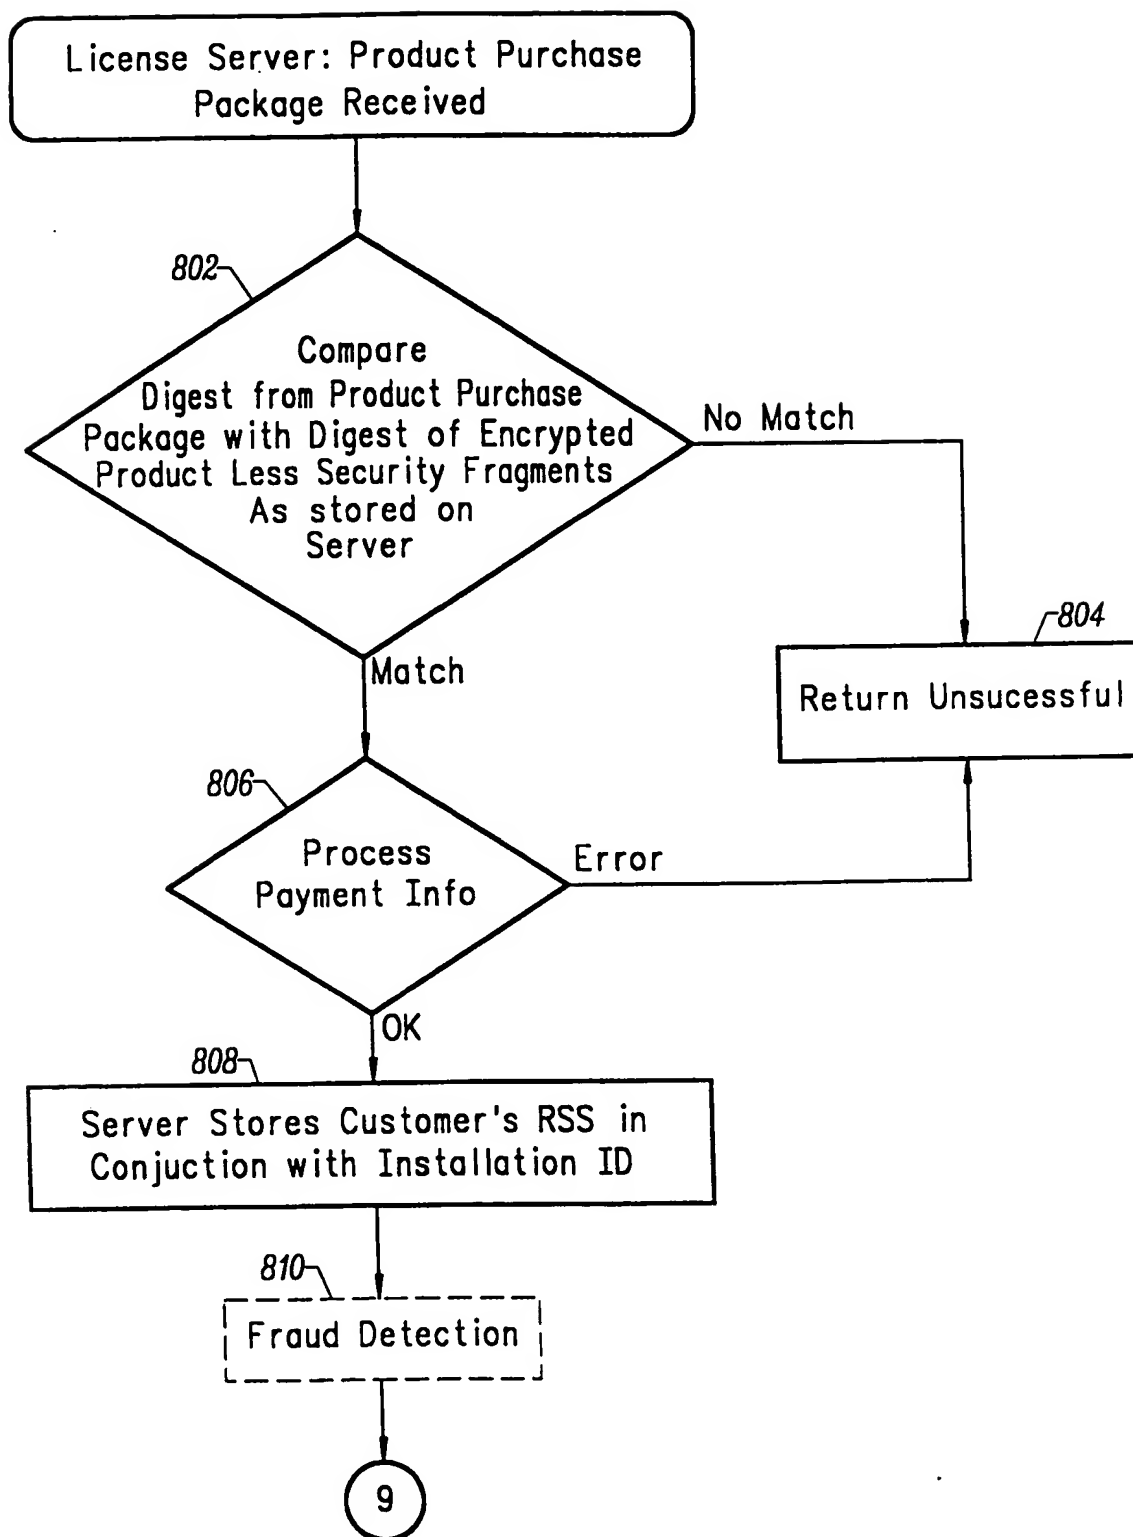 License Server: Product Purchase
Package Received
802
Compare
Digest from Product Purchase
Package with Digest of Encrypted
Product Less Security Fragments
As stored on
Server
No Match
804
Return Unsucessful
Match
806
Process
Payment Info
Error
OK
808
Server Stores Customer's RSS in
Conjuction with Installation ID
810
Fraud Detection
9